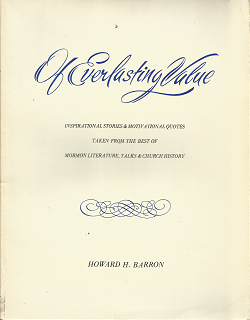 Of Everlasting Value
INSPIRATIONAL STORIES & MOTIVATIONAL QUOTES
TAKEN FROM THE BEST OF
MORMON LITERATURE, TALKS & CHURCH HISTORY
HOWARD H. BARRON